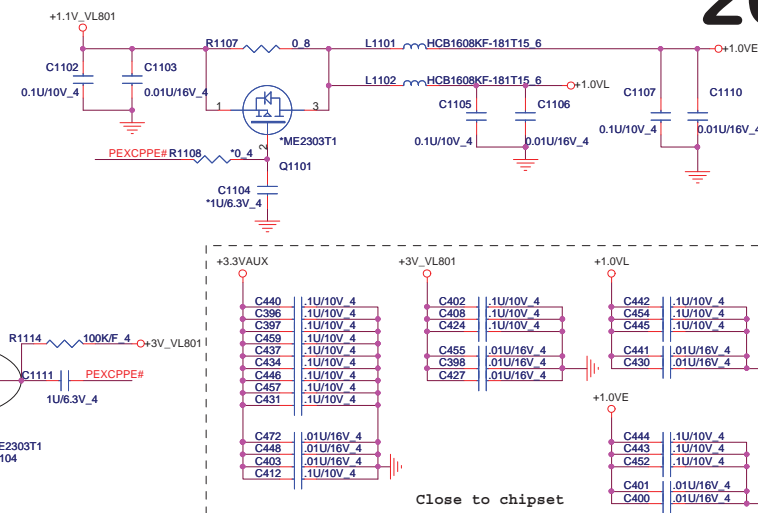 +1.1V_VL801
R1107 0_8
L1101 HCB1608KF-181T15_6
+1.0VE
C1102
C1103
0.1U/10V_4
0.01U/16V_4
L1102 HCB1608KF-181T15_6
+1.0VL
C1105
C1106
0.1U/10V_4
0.01U/16V_4
C1107
C1110
0.1U/10V_4
0.01U/16V_4
1
3
2
*ME2303T1
Q1101
PEXCPPE# R1108 *0_4
C1104
*1U/6.3V_4
+3.3VAUX
C440 .1U/10V_4
C396 .1U/10V_4
C397 .1U/10V_4
C459 .1U/10V_4
C437 .1U/10V_4
C434 .1U/10V_4
C446 .1U/10V_4
C457 .1U/10V_4
C431 .1U/10V_4
C472 .01U/16V_4
C448 .01U/16V_4
C403 .01U/16V_4
C412 .1U/10V_4
+3V_VL801
C402 .1U/10V_4
C408 .1U/10V_4
C424 .1U/10V_4
C455 .01U/16V_4
C398 .01U/16V_4
C427 .01U/16V_4
+1.0VL
C442 .1U/10V_4
C454 .1U/10V_4
C445 .1U/10V_4
C441 .01U/16V_4
C430 .01U/16V_4
+1.0VE
C444 .1U/10V_4
C443 .1U/10V_4
C452 .1U/10V_4
C401 .01U/16V_4
C400 .01U/16V_4
R1114 100K/F_4 +3V_VL801
C1111 PEXCPPE#
1U/6.3V_4
E2303T1
104
Close to chipset